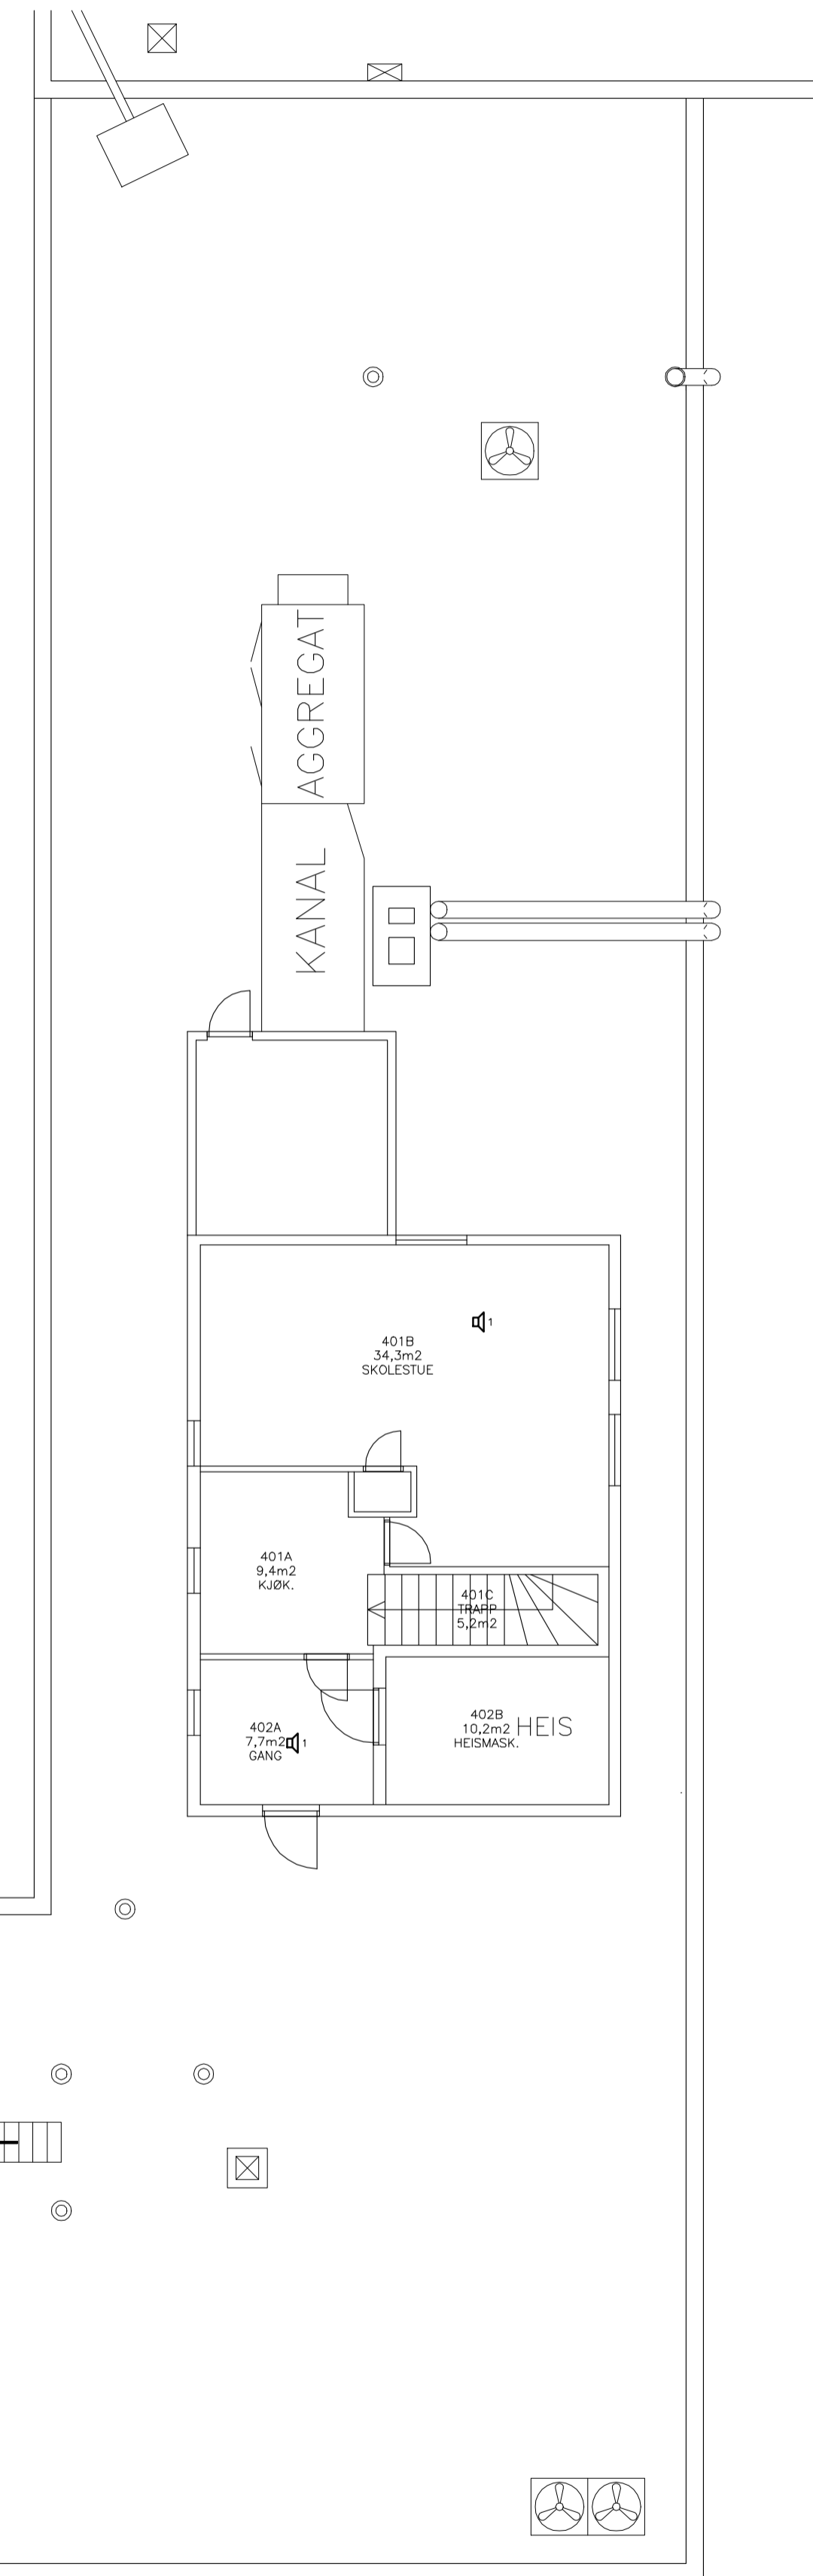 AGGREGAT
KANAL
1
401B
34,3m2
SKOLESTUE
401A
9,4m2
KJØK.
401C
TRAPP
5,2m2
402B
10,2m2
HEISMASK.
HEIS
402A
7,7m2
GANG
1